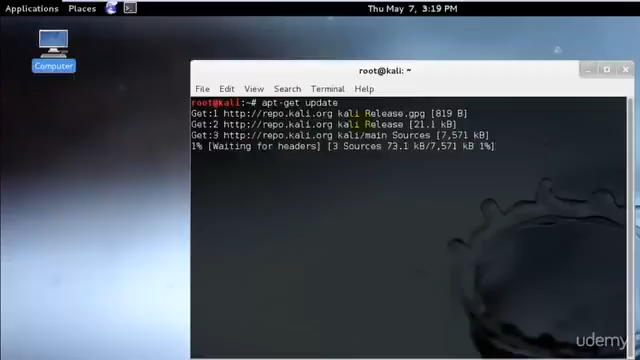 Applications Places Thu May 7, 3:19 PM
Computer
root@kali: ~
File Edit View Search Terminal Help
root@kali:~# apt-get update
Get:1 http://repo.kali.org kali Release.gpg [819 B]
Get:2 http://repo.kali.org kali Release [21.1 kB]
Get:3 http://repo.kali.org kali/main Sources [7,571 kB]
1% [Waiting for headers] [3 Sources 73.1 kB/7,571 kB 1%]
udemy